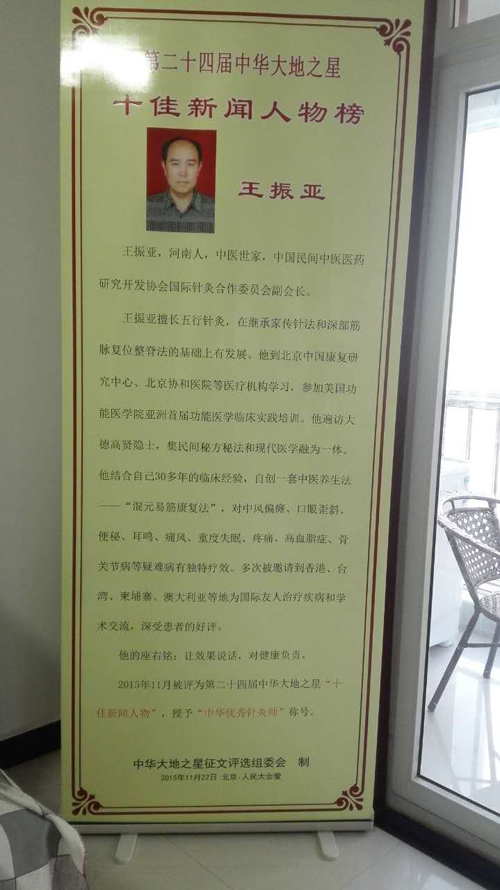 第二十四届中华大地之星
十佳新闻人物榜
王振亚
王振亚，河南人，中医世家，中国民间中医医药
研究开发协会国际针灸合作委员会副会长。
王振亚擅长五行针灸，在继承家传针法和深部筋
脉复位整脊法的基础上有发展。他到北京中国康复研
究中心、北京协和医院等医疗机构学习，参加美国功
能医学院亚洲首届功能医学临床实践培训。他遍访大
德高贤隐士，集民间秘方秘法和现代医学融为一体。
他结合自己30多年的临床经验，自创一套中医养生法
——“混元易筋康复法”，对中风偏瘫、口眼歪斜、
便秘、耳鸣、痛风、重度失眠、疼痛、高血脂症、骨
关节病等疑难病有独特疗效。多次被邀请到香港、台
湾、柬埔寨、澳大利亚等地为国际友人治疗疾病和学
术交流，深受患者的好评。
他的座右铭：让效果说话，对健康负责。
2015年11月被评为第二十四届中华大地之星“十
佳新闻人物”，授予“中华优秀针灸师”称号。
中华大地之星征文评选组委会 制
2015年11月22日 北京·人民大会堂